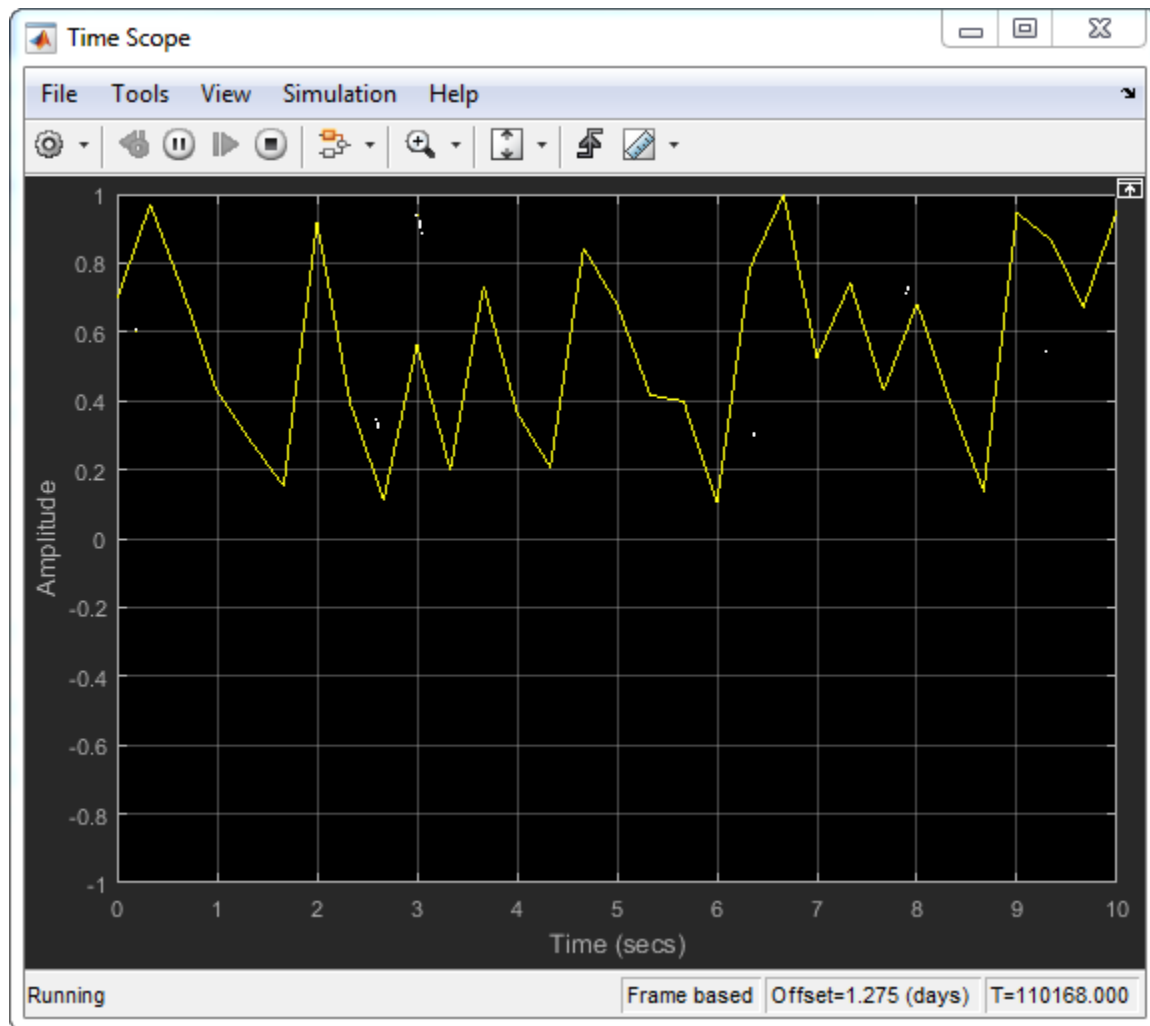 Time Scope
File Tools View Simulation Help
1
0.8
0.6
0.4
0.2
0
-0.2
-0.4
-0.6
-0.8
-1
Amplitude
0 1 2 3 4 5 6 7 8 9 10
Time (secs)
Running Frame based Offset=1.275 (days) T=110168.000